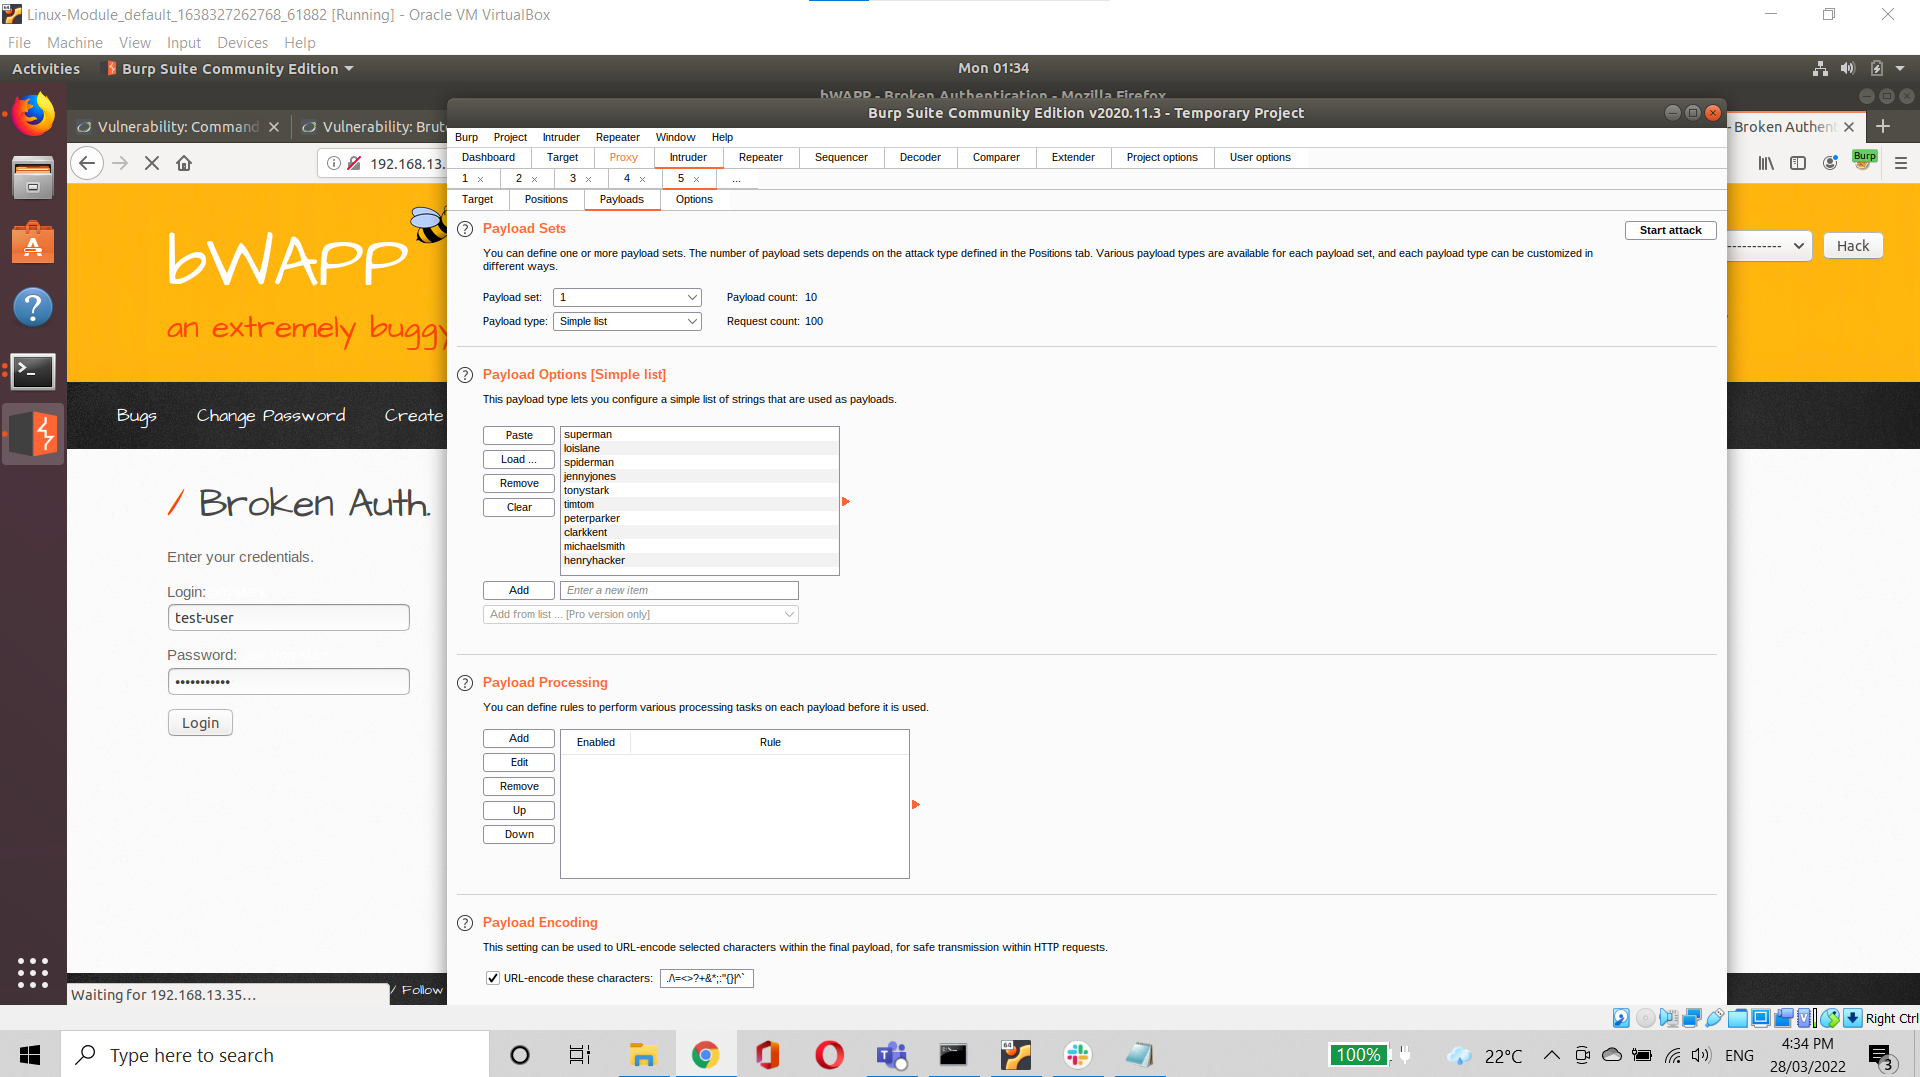 Linux-Module_default_1638327262768_61882 [Running] - Oracle VM VirtualBox
File Machine View Input Devices Help
Activities Burp Suite Community Edition Mon 01:34
bWAPP - Broken Authentication - Mozilla Firefox
Vulnerability: Command Vulnerability: Brut - Broken Authent
Burp Suite Community Edition v2020.11.3 - Temporary Project
Burp Project Intruder Repeater Window Help
Dashboard Target Proxy Intruder Repeater Sequencer Decoder Comparer Extender Project options User options
192.168.13. Burp
1 × 2 × 3 × 4 × 5 × ...
Target Positions Payloads Options
bWAPP
an extremely buggy
Hack
Bugs Change Password Create
/ Broken Auth.
Enter your credentials.
Login:
test-user
Password:
•••••••••••
Login
/ Follow
Waiting for 192.168.13.35...
Payload Sets
Start attack
You can define one or more payload sets. The number of payload sets depends on the attack type defined in the Positions tab. Various payload types are available for each payload set, and each payload type can be customized in
different ways.
Payload set: 1 Payload count: 10
Payload type: Simple list Request count: 100
Payload Options [Simple list]
This payload type lets you configure a simple list of strings that are used as payloads.
Paste
Load ...
Remove
Clear
superman
loislane
spiderman
jennyjones
tonystark
timtom
peterparker
clarkkent
michaelsmith
henryhacker
Add Enter a new item
Add from list ... [Pro version only]
Payload Processing
You can define rules to perform various processing tasks on each payload before it is used.
Add
Edit
Remove
Up
Down
Enabled Rule
Payload Encoding
This setting can be used to URL-encode selected characters within the final payload, for safe transmission within HTTP requests.
URL-encode these characters: ./\=<>?+&*;:"{}|^`
Right Ctrl
Type here to search
64
100% 22°C ENG 4:34 PM
28/03/2022
3